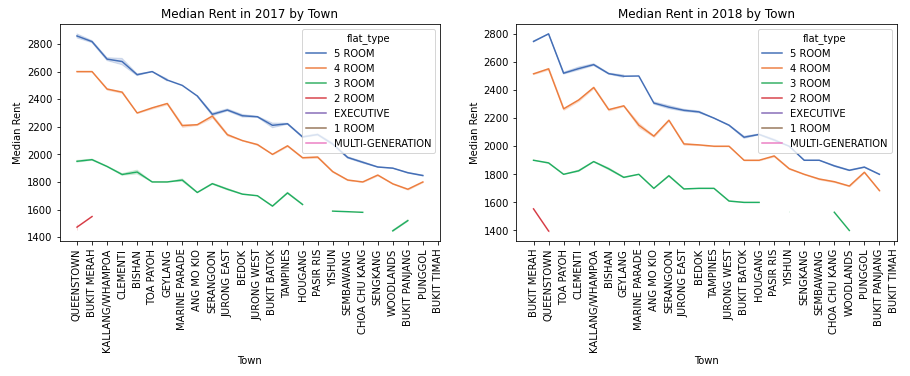 Median Rent in 2017 by Town
Median Rent
2800
2600
2400
2200
2000
1800
1600
1400
flat_type
5 ROOM
4 ROOM
3 ROOM
2 ROOM
EXECUTIVE
1 ROOM
MULTI-GENERATION
QUEENSTOWN
BUKIT MERAH
KALLANG/WHAMPOA
CLEMENTI
BISHAN
TOA PAYOH
GEYLANG
MARINE PARADE
ANG MO KIO
SERANGOON
JURONG EAST
BEDOK
JURONG WEST
BUKIT BATOK
TAMPINES
HOUGANG
PASIR RIS
YISHUN
SEMBAWANG
CHOA CHU KANG
SENGKANG
WOODLANDS
BUKIT PANJANG
PUNGGOL
BUKIT TIMAH
Town
Median Rent in 2018 by Town
Median Rent
2800
2600
2400
2200
2000
1800
1600
1400
flat_type
5 ROOM
4 ROOM
3 ROOM
2 ROOM
EXECUTIVE
1 ROOM
MULTI-GENERATION
BUKIT MERAH
QUEENSTOWN
TOA PAYOH
CLEMENTI
KALLANG/WHAMPOA
BISHAN
GEYLANG
MARINE PARADE
ANG MO KIO
SERANGOON
JURONG EAST
BEDOK
TAMPINES
JURONG WEST
BUKIT BATOK
HOUGANG
PASIR RIS
YISHUN
SENGKANG
SEMBAWANG
CHOA CHU KANG
WOODLANDS
PUNGGOL
BUKIT PANJANG
BUKIT TIMAH
Town